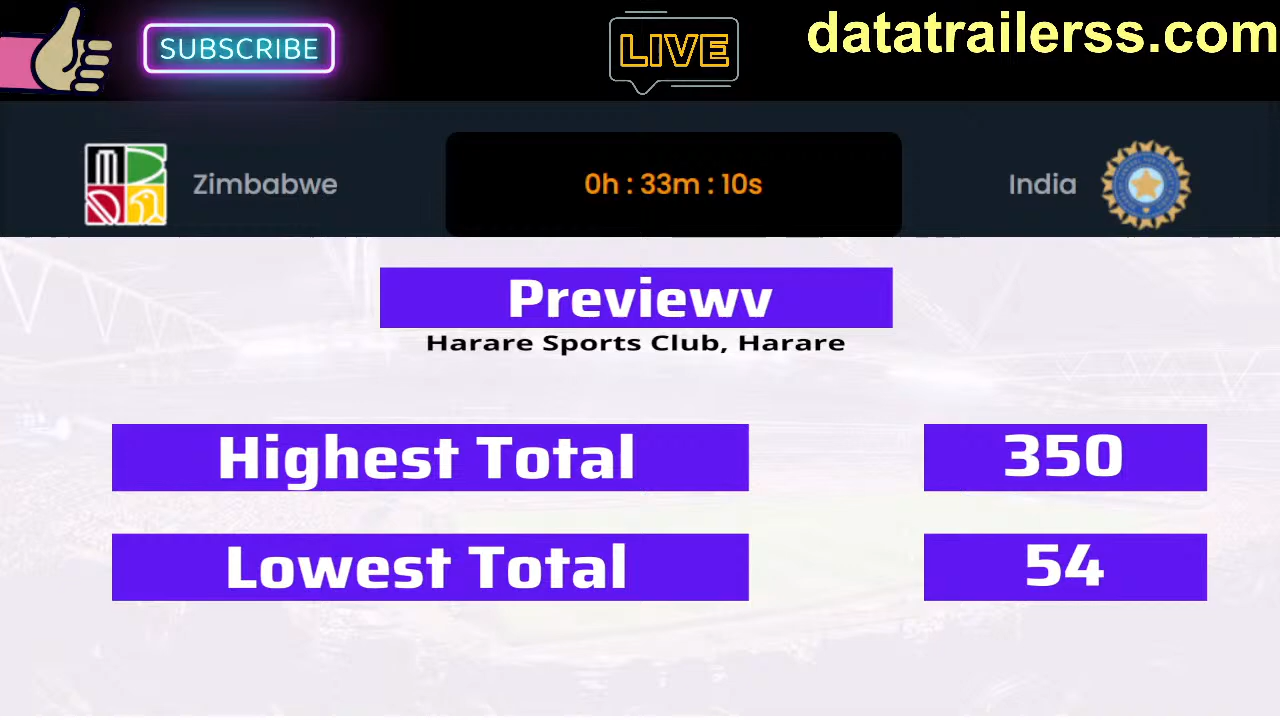 SUBSCRIBE
LIVE
datatrailerss.com
Zimbabwe
0h : 33m : 10s
India
Previewv
Harare Sports Club, Harare
Highest Total
350
Lowest Total
54